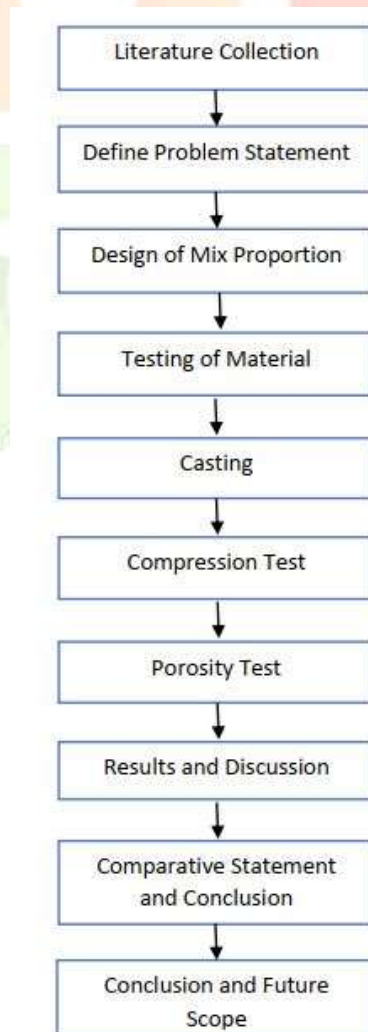 Literature Collection
Define Problem Statement
Design of Mix Proportion
Testing of Material
Casting
Compression Test
Porosity Test
Results and Discussion
Comparative Statement
and Conclusion
Conclusion and Future
Scope